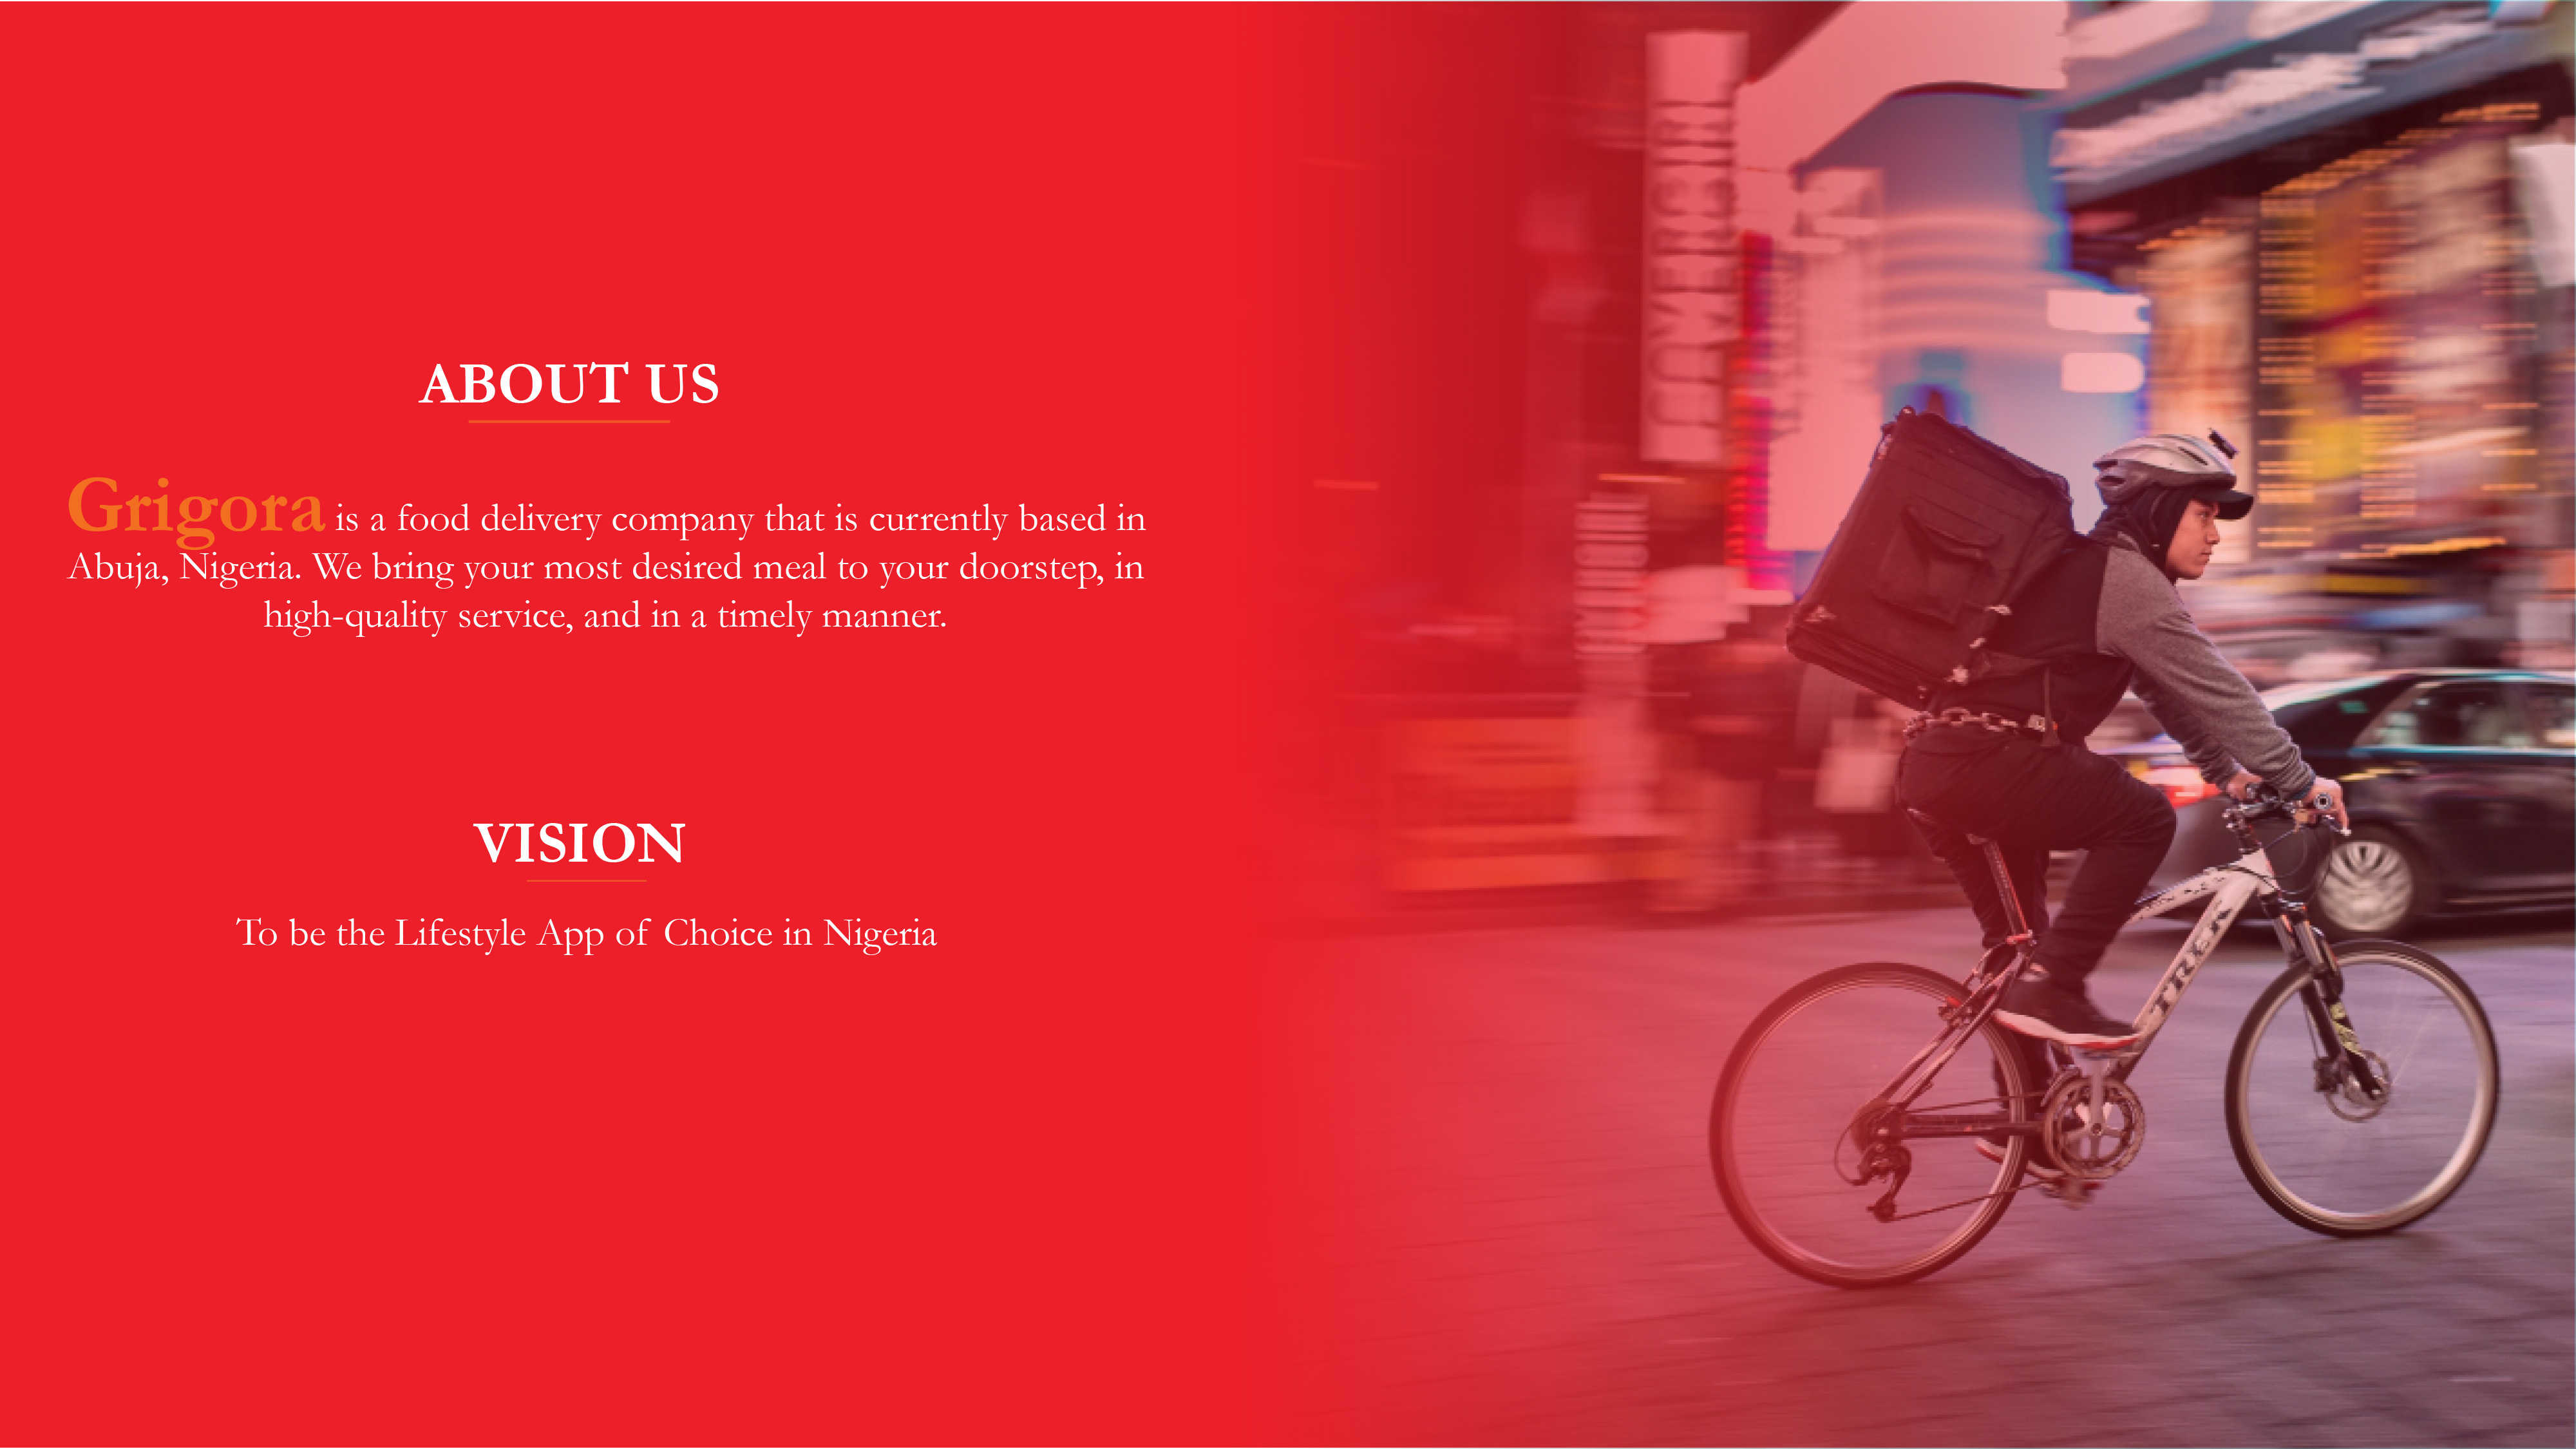 ABOUT US
Grigora is a food delivery company that is currently based in
Abuja, Nigeria. We bring your most desired meal to your doorstep, in
high-quality service, and in a timely manner.
VISION
To be the Lifestyle App of Choice in Nigeria
TREK